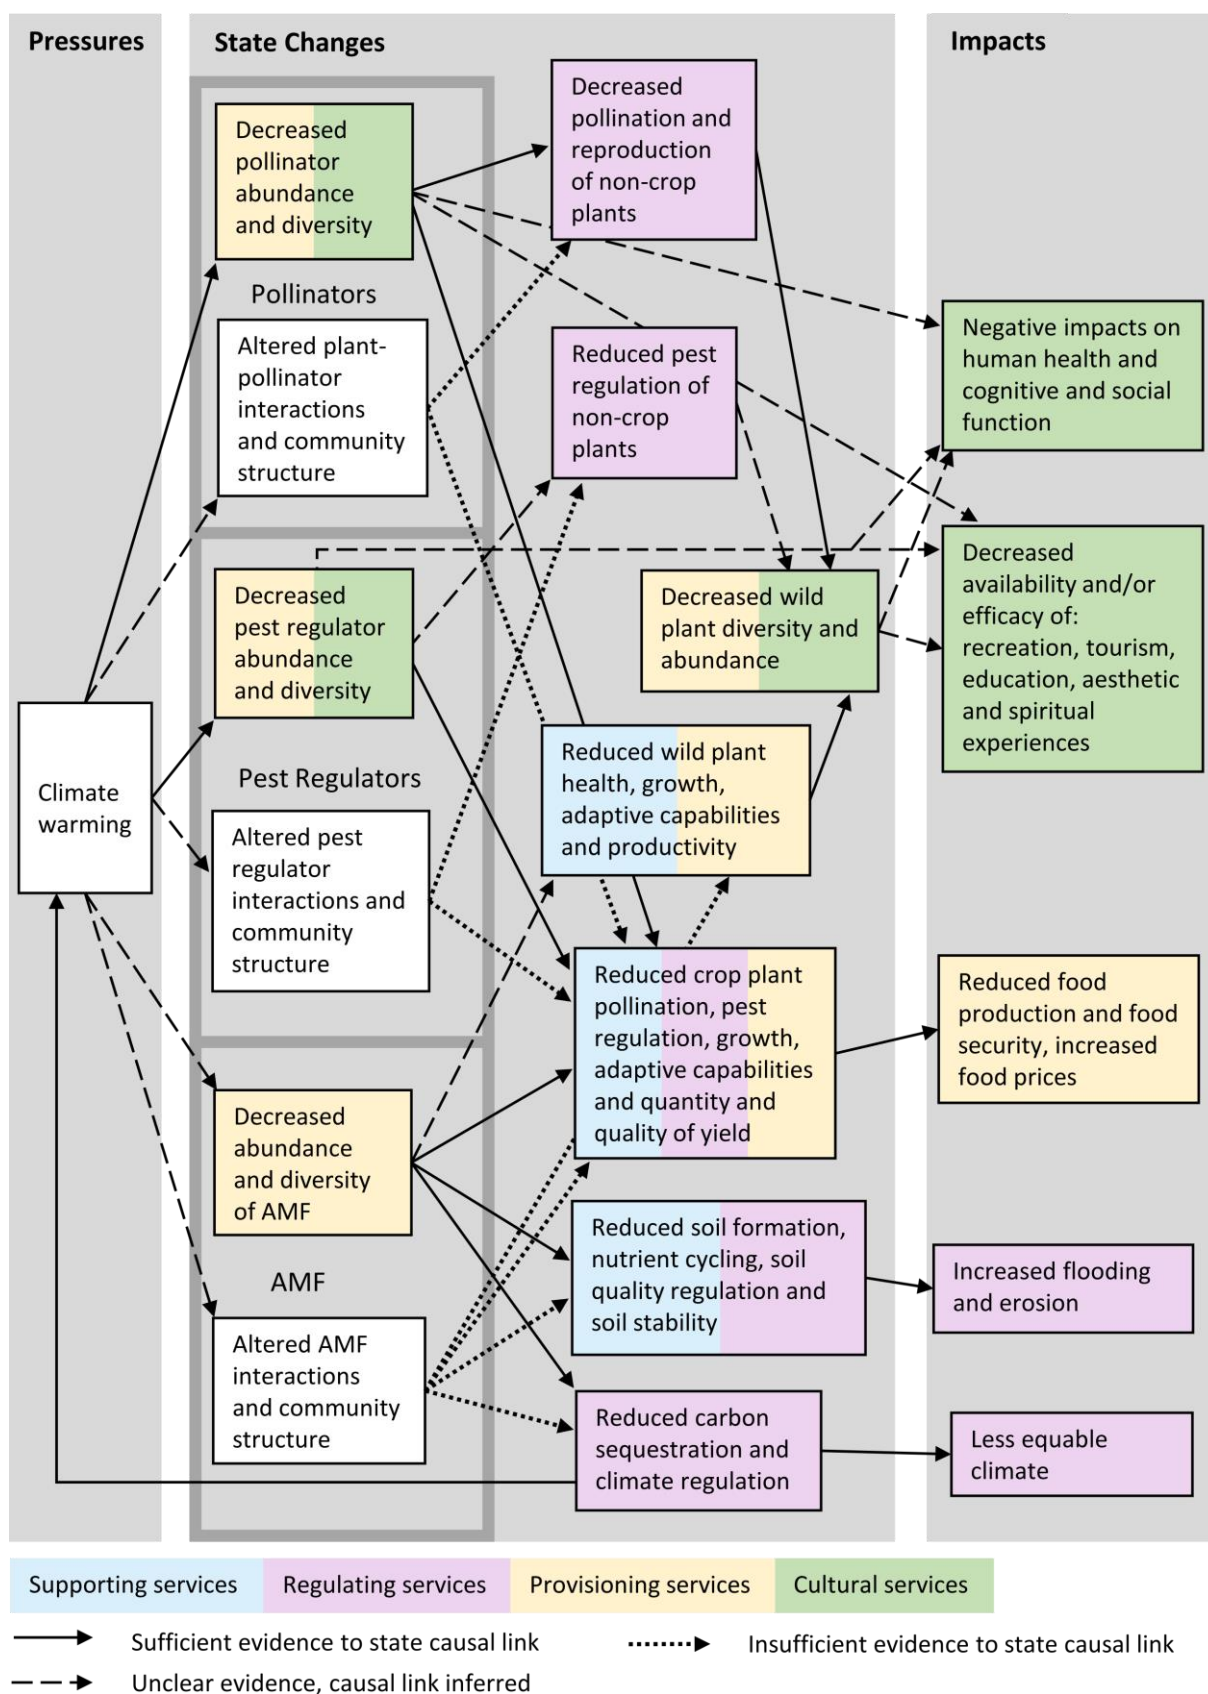 Pressures
State Changes
Impacts
Decreased
pollinator
abundance
and diversity
Pollinators
Altered plant-
pollinator
interactions
and community
structure
Decreased
pest regulator
abundance
and diversity
Pest Regulators
Altered pest
regulator
interactions and
community
structure
Climate
warming
Decreased
abundance
and diversity
of AMF
AMF
Altered AMF
interactions
and community
structure
Decreased
pollination and
reproduction
of non-crop
plants
Reduced pest
regulation of
non-crop
plants
Decreased wild
plant diversity and
abundance
Reduced wild plant
health, growth,
adaptive capabilities
and productivity
Reduced crop plant
pollination, pest
regulation, growth,
adaptive capabilities
and quantity and
quality of yield
Reduced soil formation,
nutrient cycling, soil
quality regulation and
soil stability
Reduced carbon
sequestration and
climate regulation
Negative impacts on
human health and
cognitive and social
function
Decreased
availability and/or
efficacy of:
recreation, tourism,
education, aesthetic
and spiritual
experiences
Reduced food
production and food
security, increased
food prices
Increased flooding
and erosion
Less equable
climate
Supporting services
Regulating services
Provisioning services
Cultural services
Sufficient evidence to state causal link
Insufficient evidence to state causal link
Unclear evidence, causal link inferred